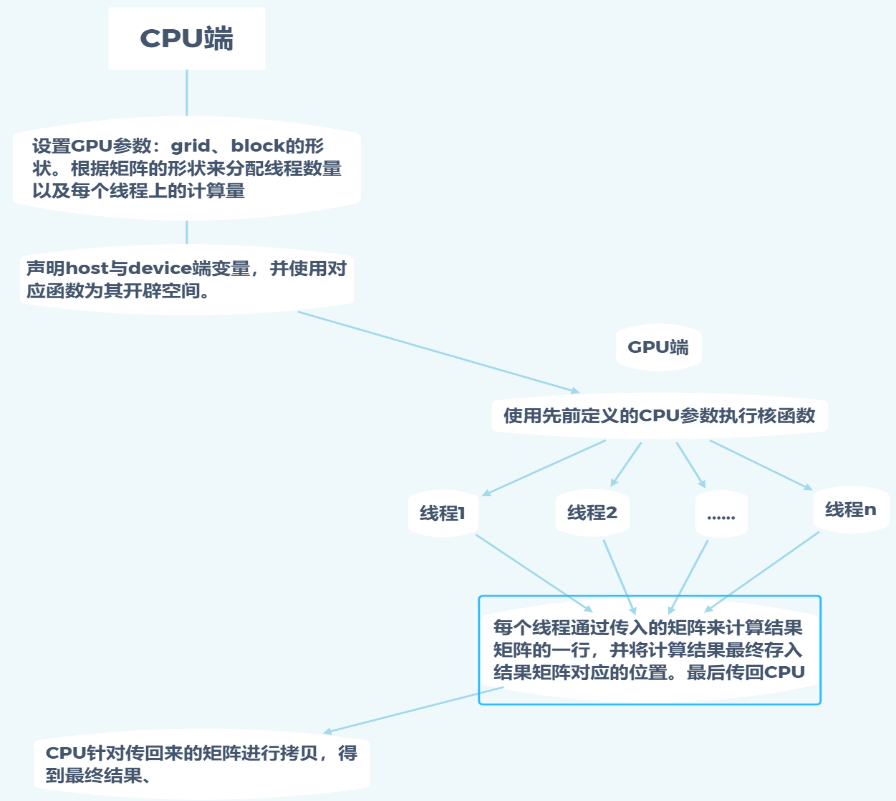 CPU端
设置GPU参数：grid、block的形
状。根据矩阵的形状来分配线程数量
以及每个线程上的计算量
声明host与device端变量，并使用对
应函数为其开辟空间。
GPU端
使用先前定义的CPU参数执行核函数
线程1
线程2
......
线程n
每个线程通过传入的矩阵来计算结果
矩阵的一行，并将计算结果最终存入
结果矩阵对应的位置。最后传回CPU
CPU针对传回来的矩阵进行拷贝，得
到最终结果、